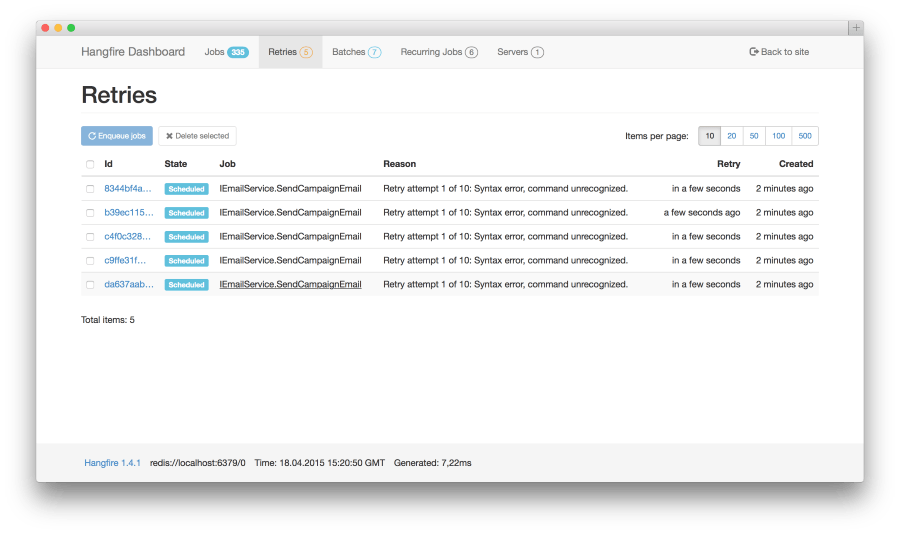 Hangfire Dashboard Jobs 335 Retries 5 Batches 7 Recurring Jobs 6 Servers 1 Back to site
Retries
Enqueue jobs Delete selected Items per page: 10 20 50 100 500
Id State Job Reason Retry Created
8344bf4a... Scheduled IEmailService.SendCampaignEmail Retry attempt 1 of 10: Syntax error, command unrecognized. in a few seconds 2 minutes ago
b39ec115... Scheduled IEmailService.SendCampaignEmail Retry attempt 1 of 10: Syntax error, command unrecognized. a few seconds ago 2 minutes ago
c4f0c328... Scheduled IEmailService.SendCampaignEmail Retry attempt 1 of 10: Syntax error, command unrecognized. in a few seconds 2 minutes ago
c9ffe31f... Scheduled IEmailService.SendCampaignEmail Retry attempt 1 of 10: Syntax error, command unrecognized. in a few seconds 2 minutes ago
da637aab... Scheduled IEmailService.SendCampaignEmail Retry attempt 1 of 10: Syntax error, command unrecognized. in a few seconds 2 minutes ago
Total items: 5
Hangfire 1.4.1 redis://localhost:6379/0 Time: 18.04.2015 15:20:50 GMT Generated: 7,22ms